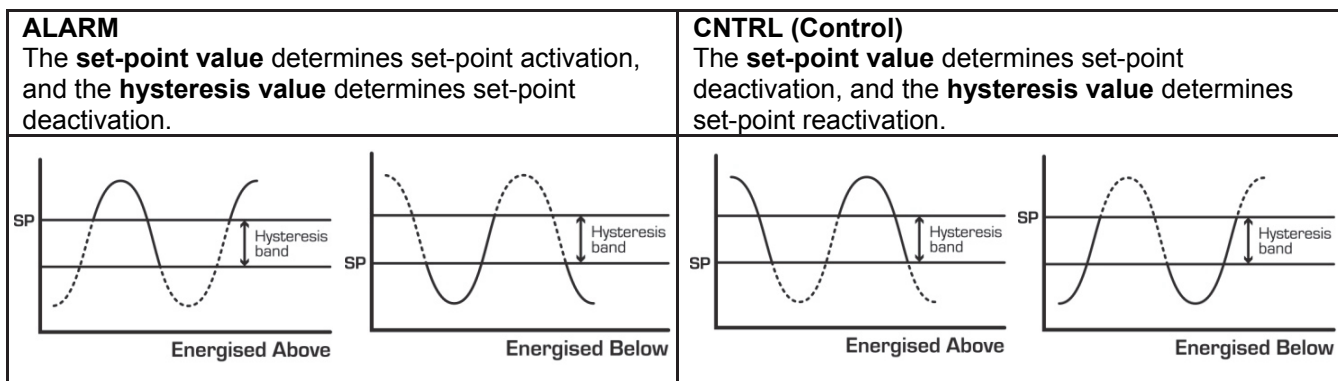 ALARM
The set-point value determines set-point activation,
and the hysteresis value determines set-point
deactivation.
CNTRL (Control)
The set-point value determines set-point
deactivation, and the hysteresis value determines
set-point reactivation.
SP
Hysteresis
band
Energised Above
SP
Hysteresis
band
Energised Below
SP
Hysteresis
band
Energised Above
SP
Hysteresis
band
Energised Below